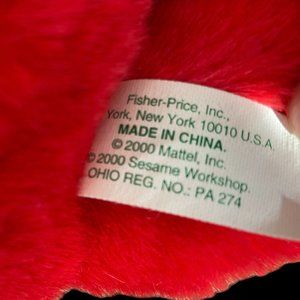 Fisher-Price, Inc.,
York, New York 10010 U.S.A.
MADE IN CHINA.
© 2000 Mattel, Inc.
© 2000 Sesame Workshop.
OHIO REG. NO.: PA 274